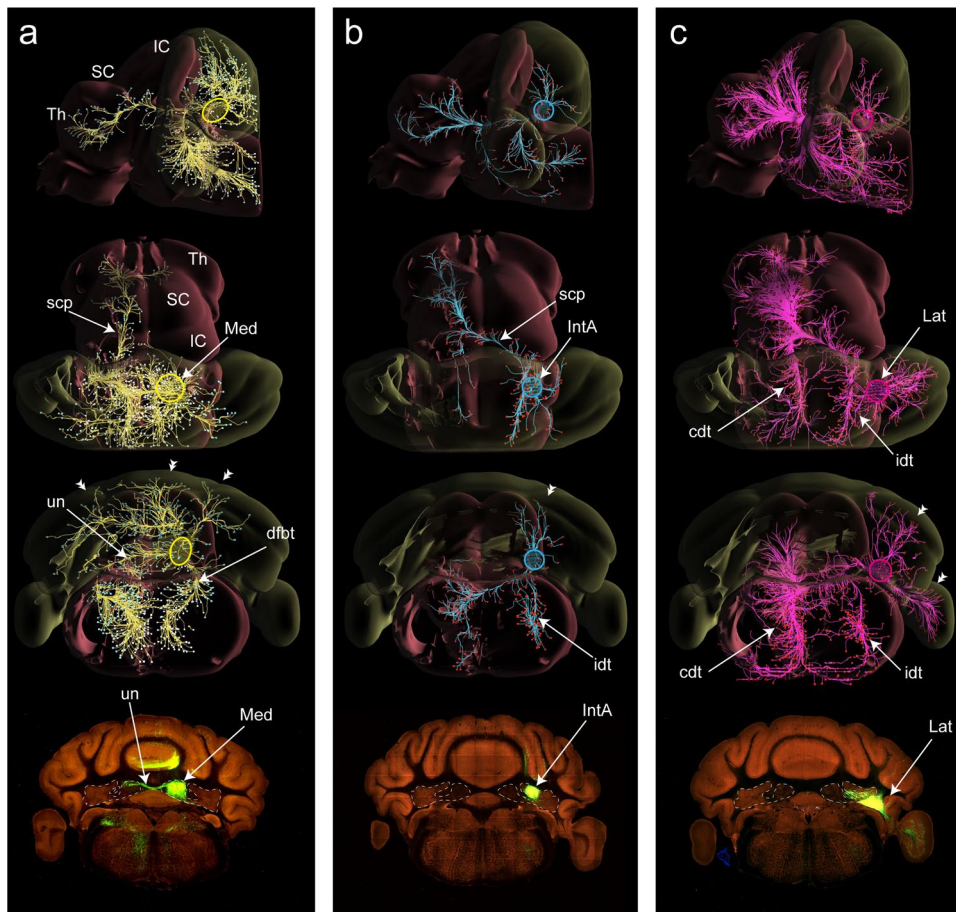 a
IC
SC
Th
Th
SC
scp
Med
IC
un
dfbt
un
Med
b
scp
IntA
idt
IntA
c
Lat
cdt
idt
cdt
idt
Lat